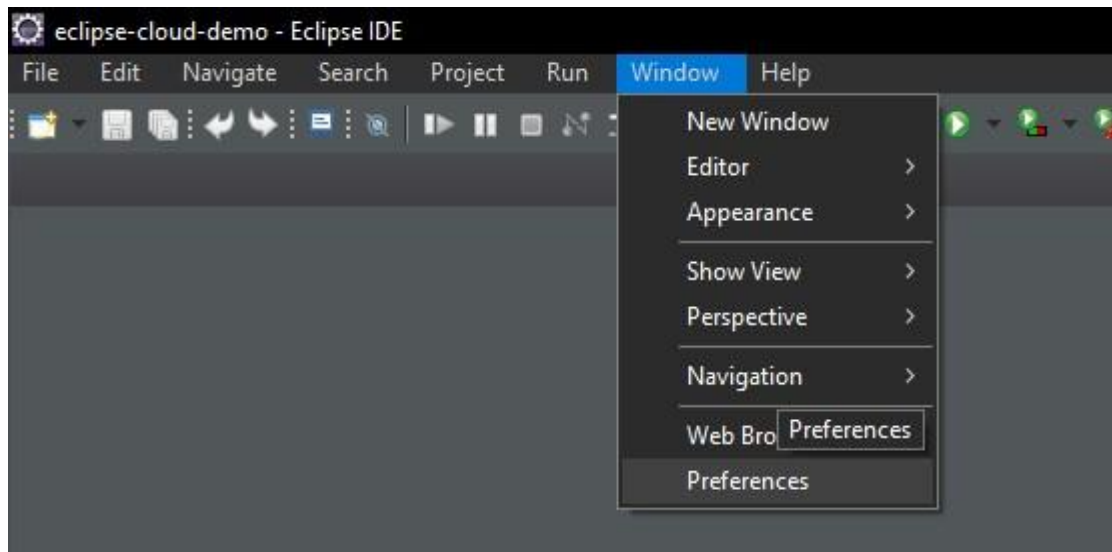 eclipse-cloud-demo - Eclipse IDE
File Edit Navigate Search Project Run Window Help
New Window
Editor
Appearance
Show View
Perspective
Navigation
Web Bro
Preferences
Preferences